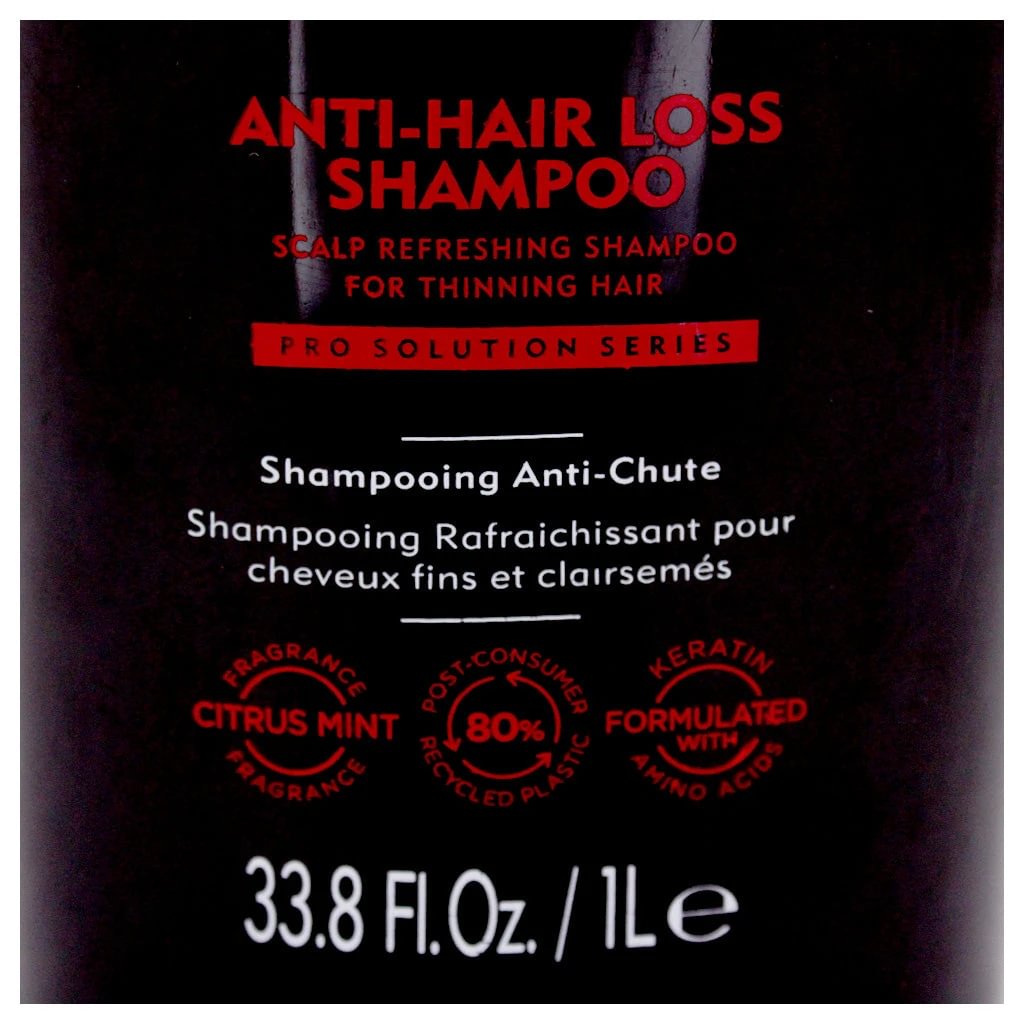 ANTI-HAIR LOSS
SHAMPOO
SCALP REFRESHING SHAMPOO
FOR THINNING HAIR
PRO SOLUTION SERIES
Shampooing Anti-Chute
Shampooing Rafraichissant pour
cheveux fins et clairsemés
FRAGRANCE
CITRUS MINT
FRAGRANCE
POST-CONSUMER
80%
RECYCLED PLASTIC
KERATIN
FORMULATED
WITH
AMINO ACIDS
33.8 Fl.Oz. / 1L e